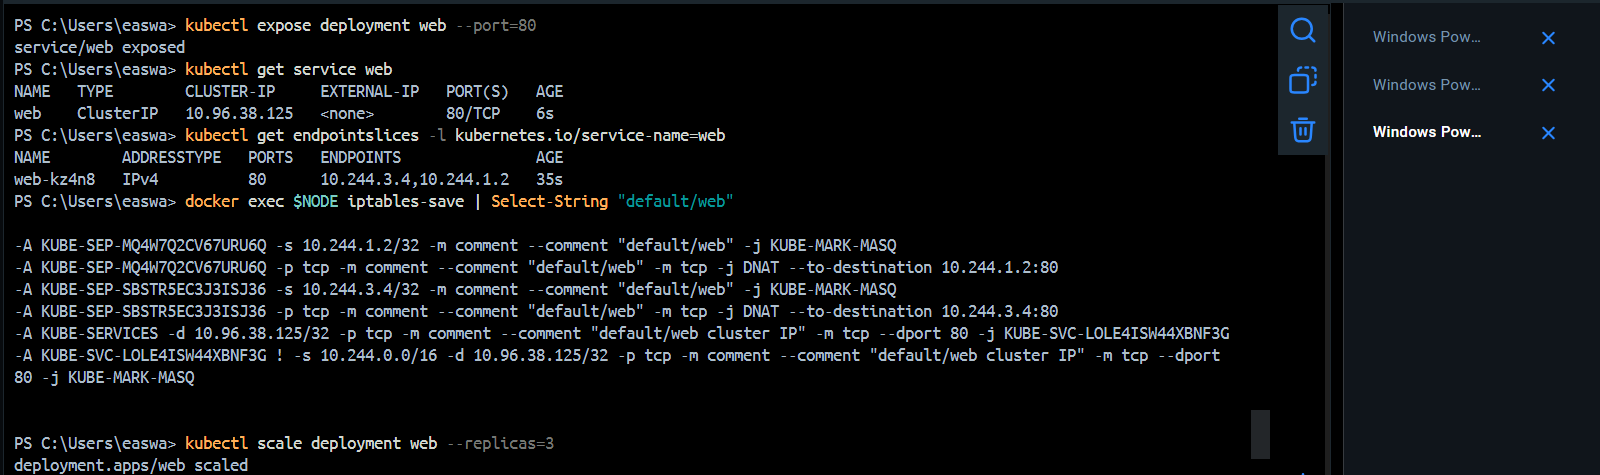 PS C:\Users\easwa> kubectl expose deployment web --port=80
service/web exposed
PS C:\Users\easwa> kubectl get service web
NAME   TYPE        CLUSTER-IP     EXTERNAL-IP   PORT(S)   AGE
web    ClusterIP   10.96.38.125   <none>        80/TCP    6s
PS C:\Users\easwa> kubectl get endpointslices -l kubernetes.io/service-name=web
NAME        ADDRESSTYPE   PORTS   ENDPOINTS               AGE
web-kz4n8   IPv4          80      10.244.3.4,10.244.1.2   35s
PS C:\Users\easwa> docker exec $NODE iptables-save | Select-String "default/web"
-A KUBE-SEP-MQ4W7Q2CV67URU6Q -s 10.244.1.2/32 -m comment --comment "default/web" -j KUBE-MARK-MASQ
-A KUBE-SEP-MQ4W7Q2CV67URU6Q -p tcp -m comment --comment "default/web" -m tcp -j DNAT --to-destination 10.244.1.2:80
-A KUBE-SEP-SBSTR5EC3J3ISJ36 -s 10.244.3.4/32 -m comment --comment "default/web" -j KUBE-MARK-MASQ
-A KUBE-SEP-SBSTR5EC3J3ISJ36 -p tcp -m comment --comment "default/web" -m tcp -j DNAT --to-destination 10.244.3.4:80
-A KUBE-SERVICES -d 10.96.38.125/32 -p tcp -m comment --comment "default/web cluster IP" -m tcp --dport 80 -j KUBE-SVC-LOLE4ISW44XBNF3G
-A KUBE-SVC-LOLE4ISW44XBNF3G ! -s 10.244.0.0/16 -d 10.96.38.125/32 -p tcp -m comment --comment "default/web cluster IP" -m tcp --dport
80 -j KUBE-MARK-MASQ
PS C:\Users\easwa> kubectl scale deployment web --replicas=3
deployment.apps/web scaled
Windows Pow...
Windows Pow...
Windows Pow...